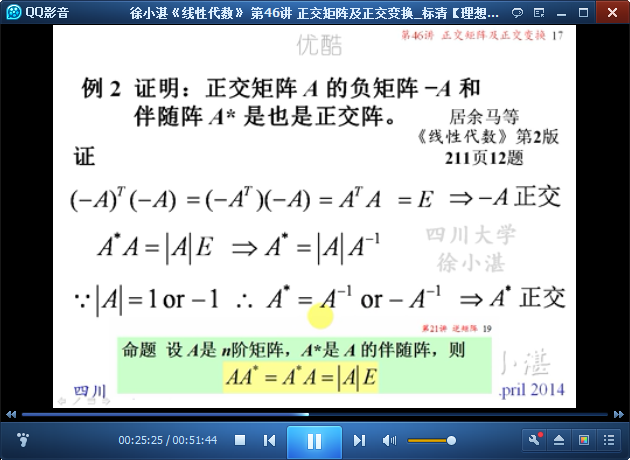 QQ影音
徐小湛《线性代数》第46讲 正交矩阵及正交变换_标清【理想...
优酷
第46讲 正交矩阵及正交变换 17
例 2 证明：正交矩阵 A 的负矩阵 −A 和
伴随阵 A* 是也是正交阵。
居余马等
《线性代数》第2版
211页12题
证
(−A)^T (−A) = (−A^T)(−A) = A^T A = E ⇒ −A 正交
A^* A = |A| E ⇒ A^* = |A| A^{-1}
四川大学
徐小湛
∵ |A| = 1 or −1 ∴ A^* = A^{-1} or − A^{-1} ⇒ A^* 正交
第21讲 逆矩阵 19
命题 设 A是 n阶矩阵，A*是 A 的伴随阵，则
AA^* = A^* A = |A| E
小湛
四川
.pril 2014
00:25:25 / 00:51:44